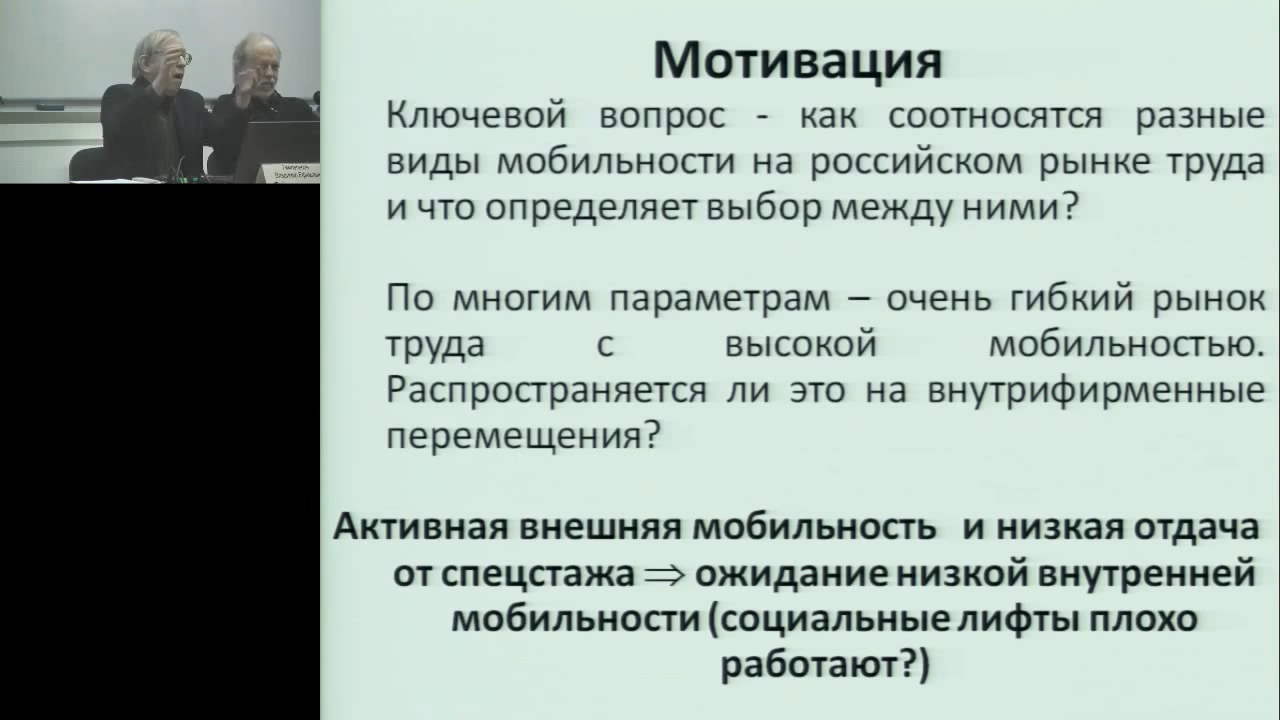 Мотивация
Ключевой вопрос - как соотносятся разные
виды мобильности на российском рынке труда
и что определяет выбор между ними?
По многим параметрам – очень гибкий рынок
труда с высокой мобильностью.
Распространяется ли это на внутрифирменные
перемещения?
Активная внешняя мобильность и низкая отдача
от спецстажа ⇒ ожидание низкой внутренней
мобильности (социальные лифты плохо
работают?)